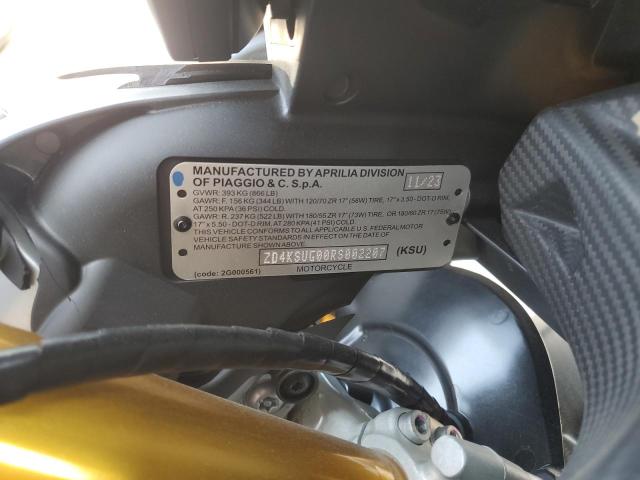 MANUFACTURED BY APRILIA DIVISION 11/23
OF PIAGGIO & C. S.p.A.
GVWR: 393 KG (866 LB)
GAWR: F. 156 KG (344 LB) WITH 120/70 ZR 17" (58W) TIRE, 17" x 3.50 - DOT-D RIM,
AT 250 KPA (36 PSI) COLD.
GAWR: R. 237 KG (522 LB) WITH 180/55 ZR 17" (73W) TIRE, OR 180/60 ZR 17 (75W)
17" x 5.50 - DOT-D RIM, AT 280 KPA (41 PSI) COLD.
THIS VEHICLE CONFORMS TO ALL APPLICABLE U.S. FEDERAL MOTOR
VEHICLE SAFETY STANDARDS IN EFFECT ON THE DATE OF
MANUFACTURE SHOWN ABOVE.
ZD4KSUG00RS002207 (KSU)
(code: 2G000561) MOTORCYCLE